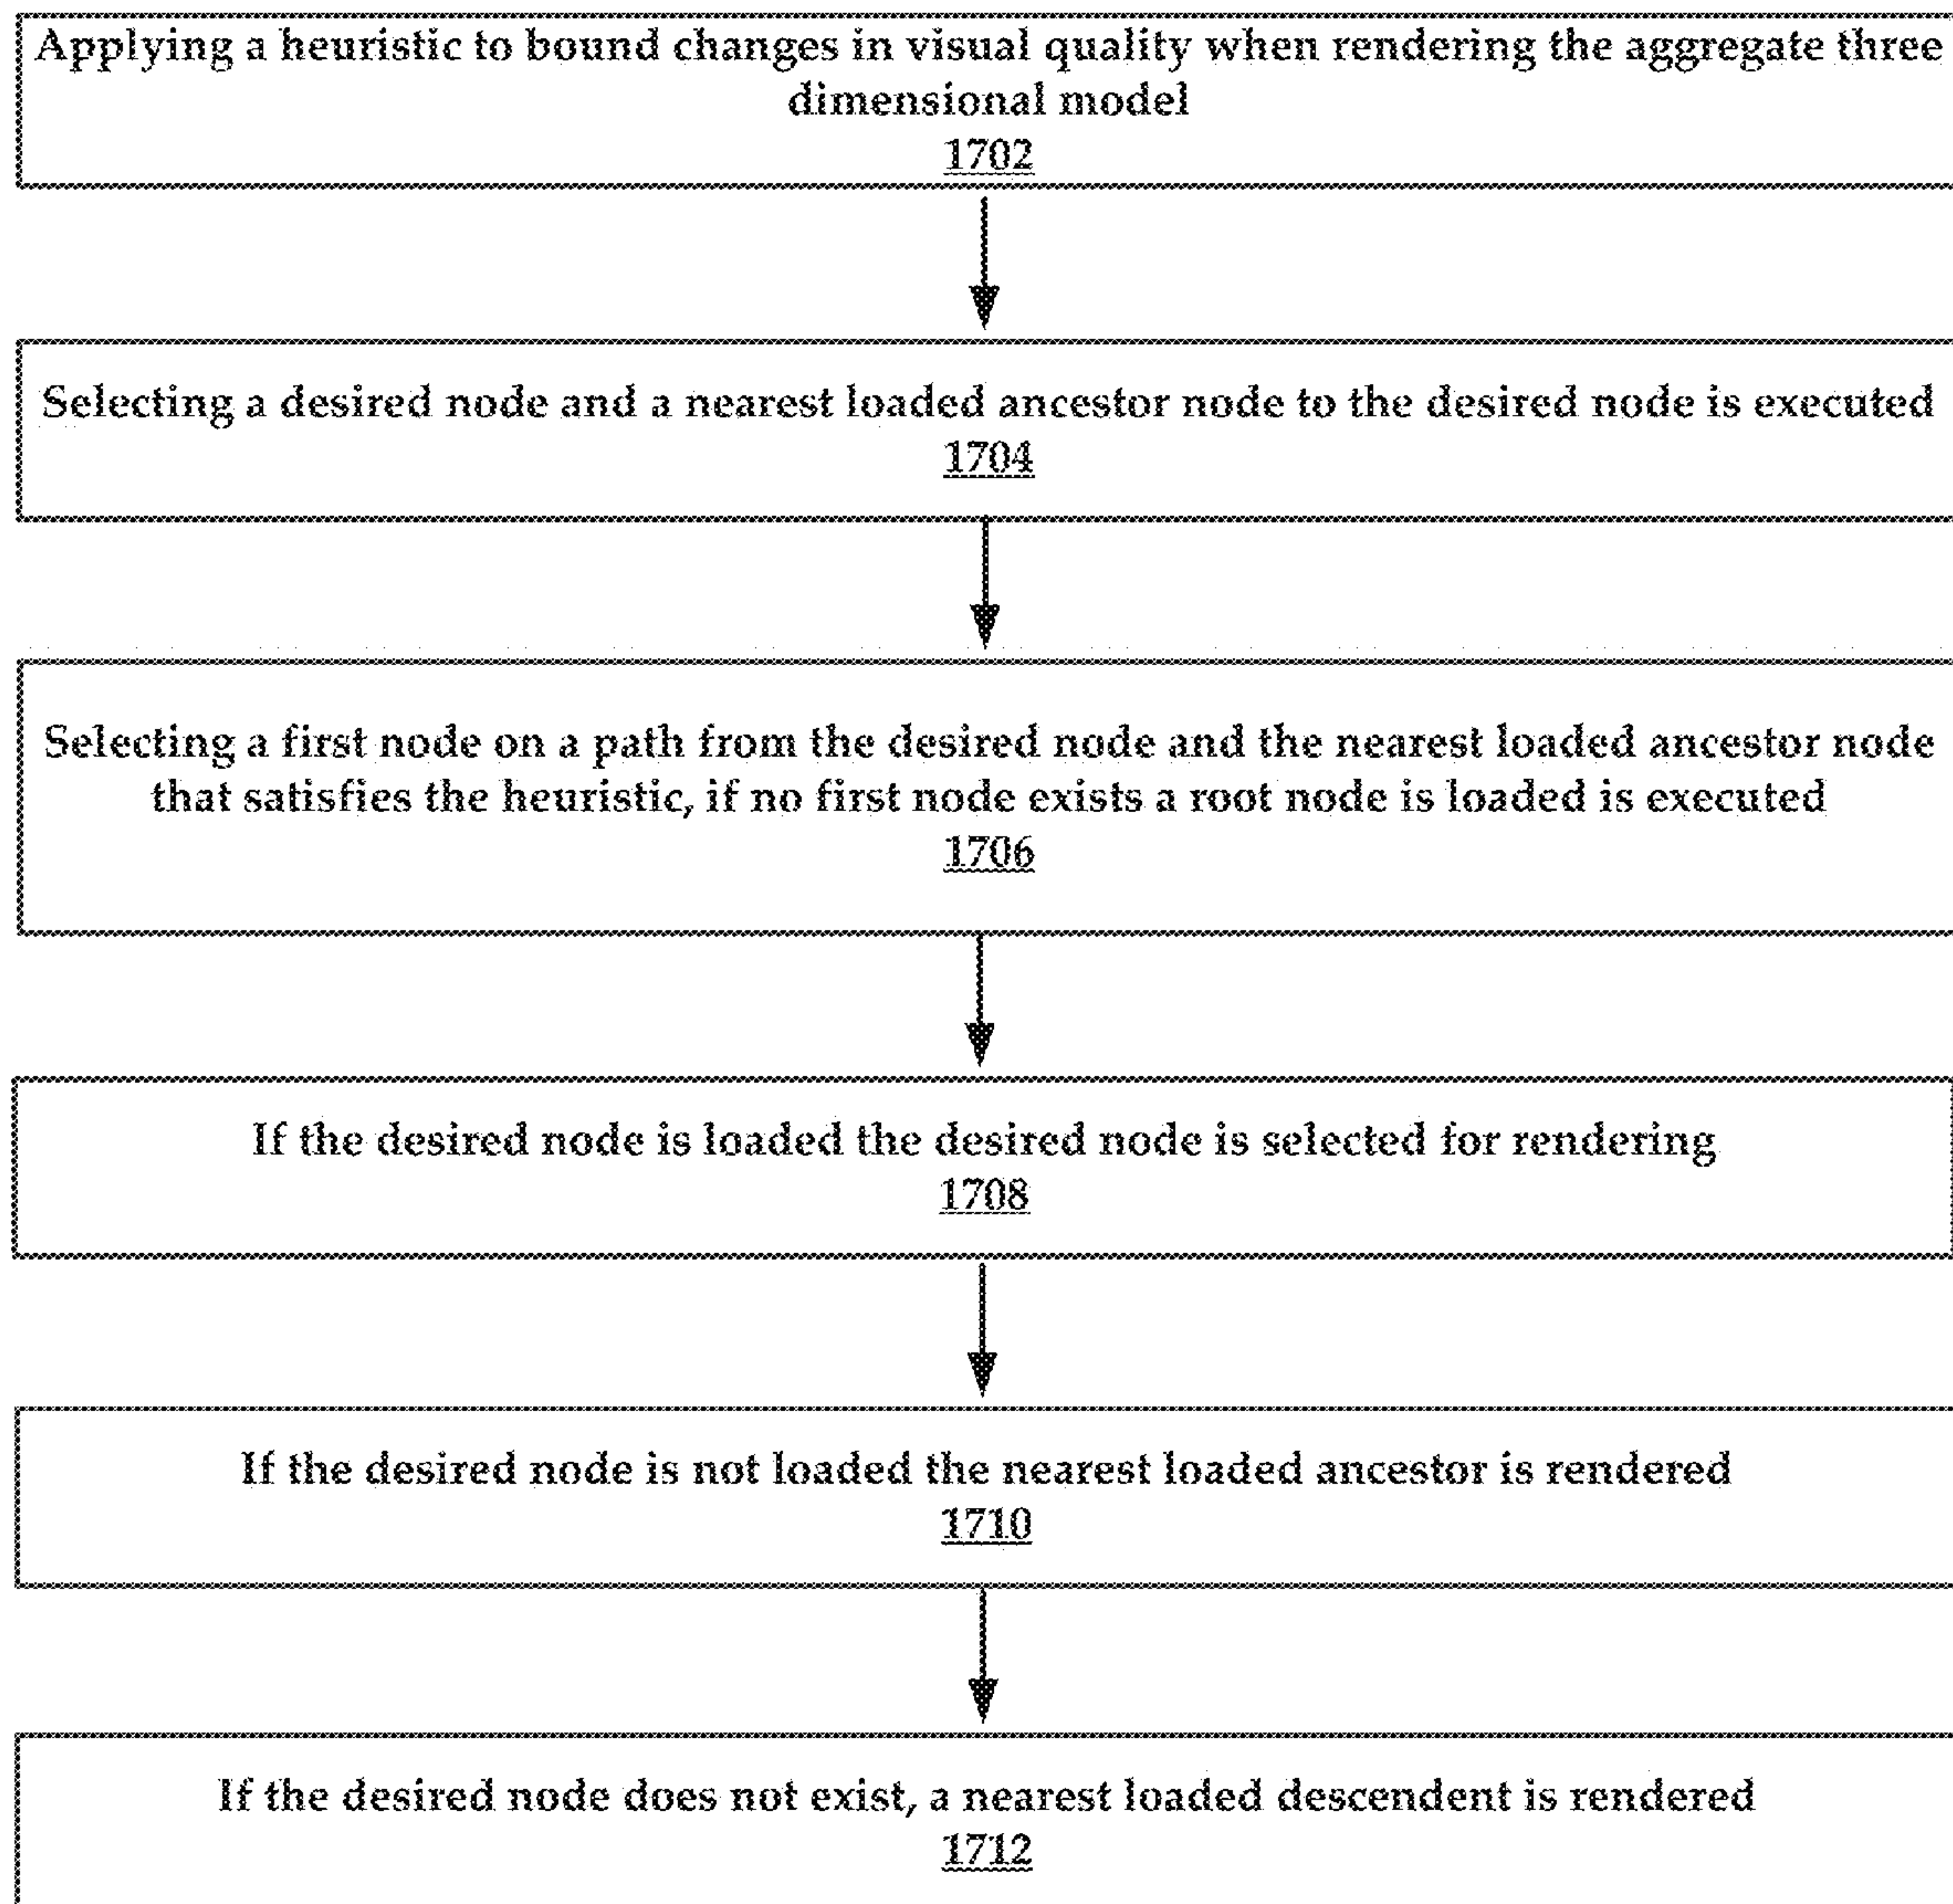 Applying a heuristic to bound changes in visual quality when rendering the aggregate three
dimensional model
1702
Selecting a desired node and a nearest loaded ancestor node to the desired node is executed
1704
Selecting a first node on a path from the desired node and the nearest loaded ancestor node
that satisfies the heuristic, if no first node exists a root node is loaded is executed
1706
If the desired node is loaded the desired node is selected for rendering
1708
If the desired node is not loaded the nearest loaded ancestor is rendered
1710
If the desired node does not exist, a nearest loaded descendent is rendered
1712